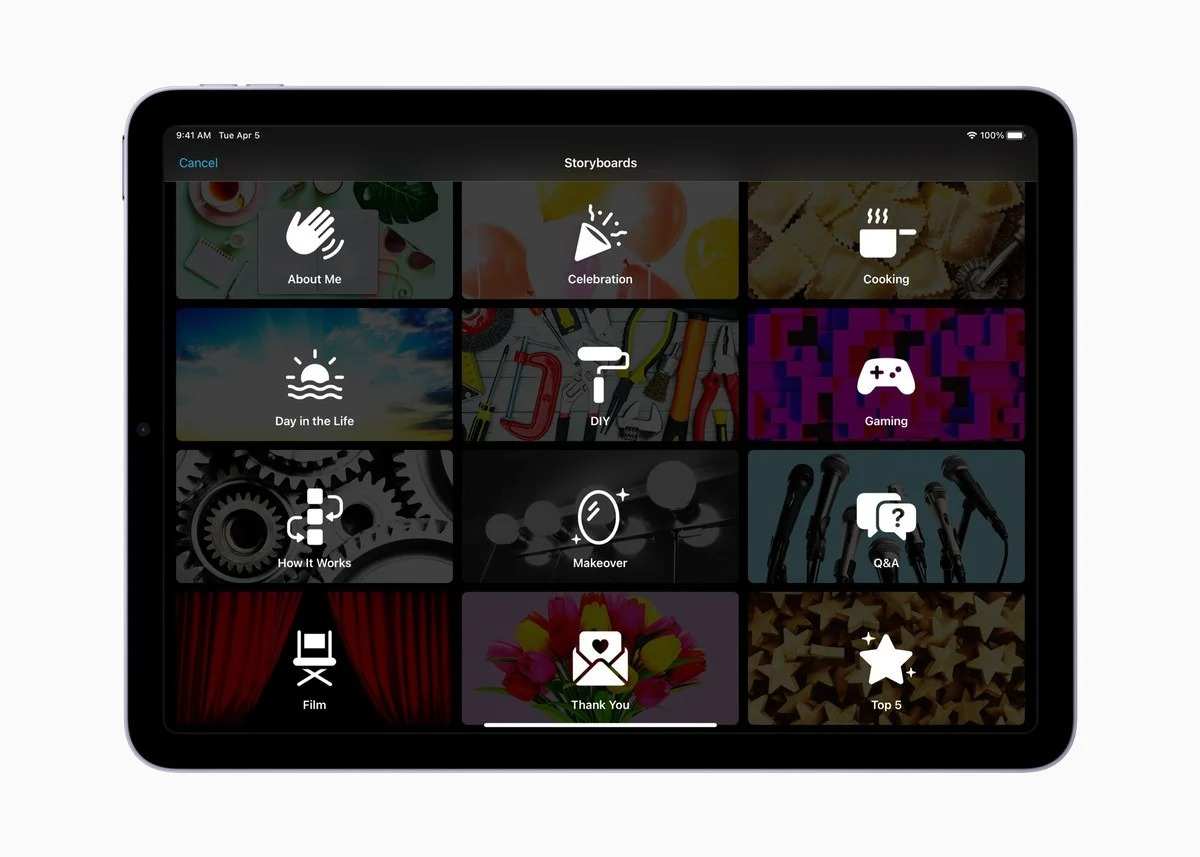 9:41 AM Tue Apr 5
100%
Cancel
Storyboards
About Me
Celebration
Cooking
Day in the Life
DIY
Gaming
How It Works
Makeover
?
Q&A
Film
Thank You
Top 5